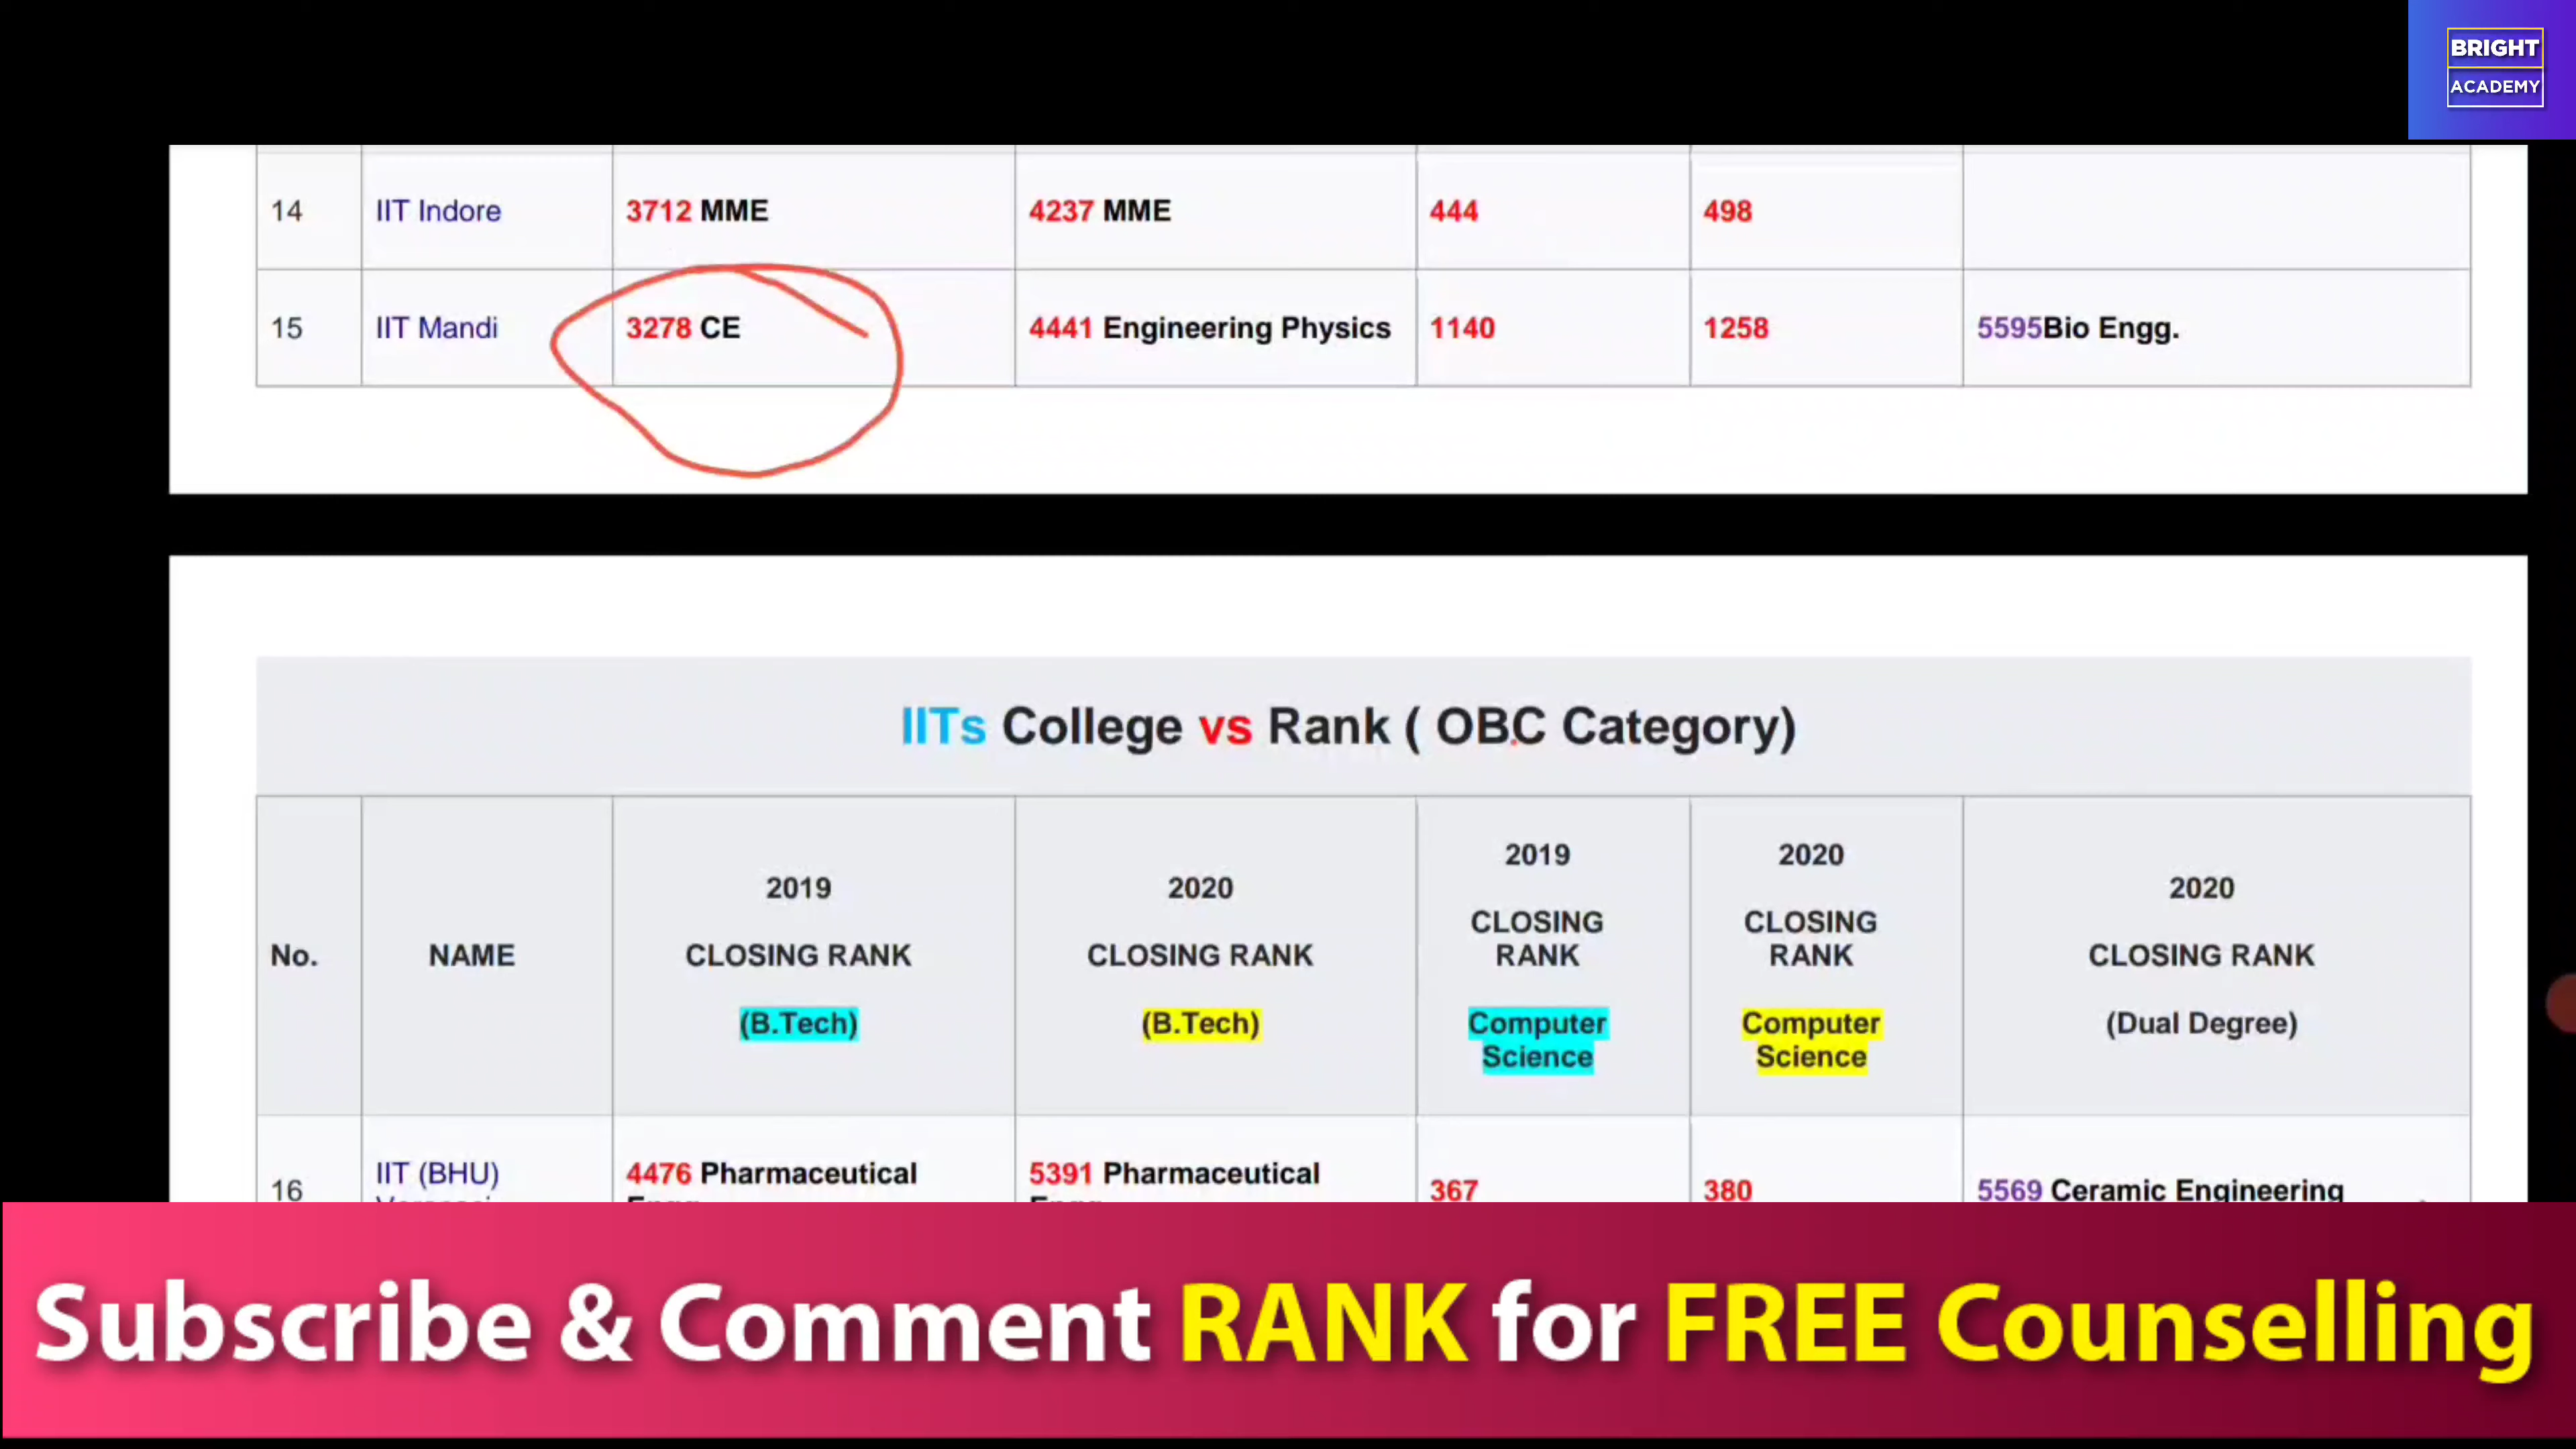 BRIGHT
ACADEMY
14 IIT Indore 3712 MME 4237 MME 444 498
15 IIT Mandi 3278 CE 4441 Engineering Physics 1140 1258 5595Bio Engg.
IITs College vs Rank ( OBC Category)
No. NAME 2019 CLOSING RANK (B.Tech) 2020 CLOSING RANK (B.Tech) 2019 CLOSING RANK Computer Science 2020 CLOSING RANK Computer Science 2020 CLOSING RANK (Dual Degree)
16 IIT (BHU) 4476 Pharmaceutical 5391 Pharmaceutical 367 380 5569 Ceramic Engineering
Subscribe & Comment RANK for FREE Counselling